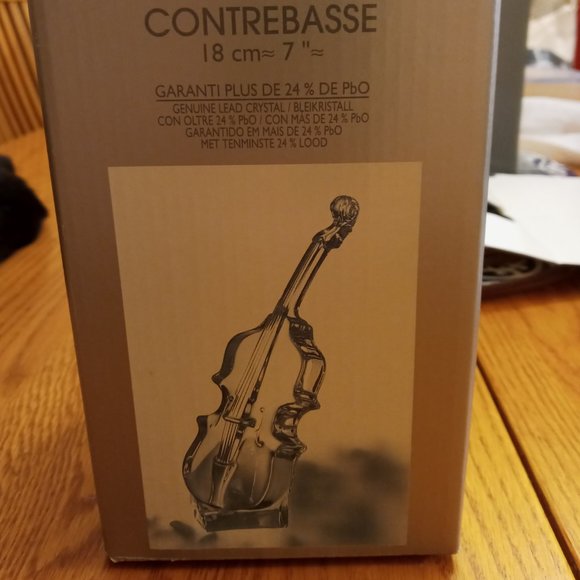 CONTREBASSE
18 cm≈ 7 "≈
GARANTI PLUS DE 24 % DE PbO
GENUINE LEAD CRYSTAL / BLEIKRISTALL
CON OLTRE 24 % PbO / CON MÁS DE 24 % PbO
GARANTIDO EM MAIS DE 24 % PbO
MET TENMINSTE 24 % LOOD